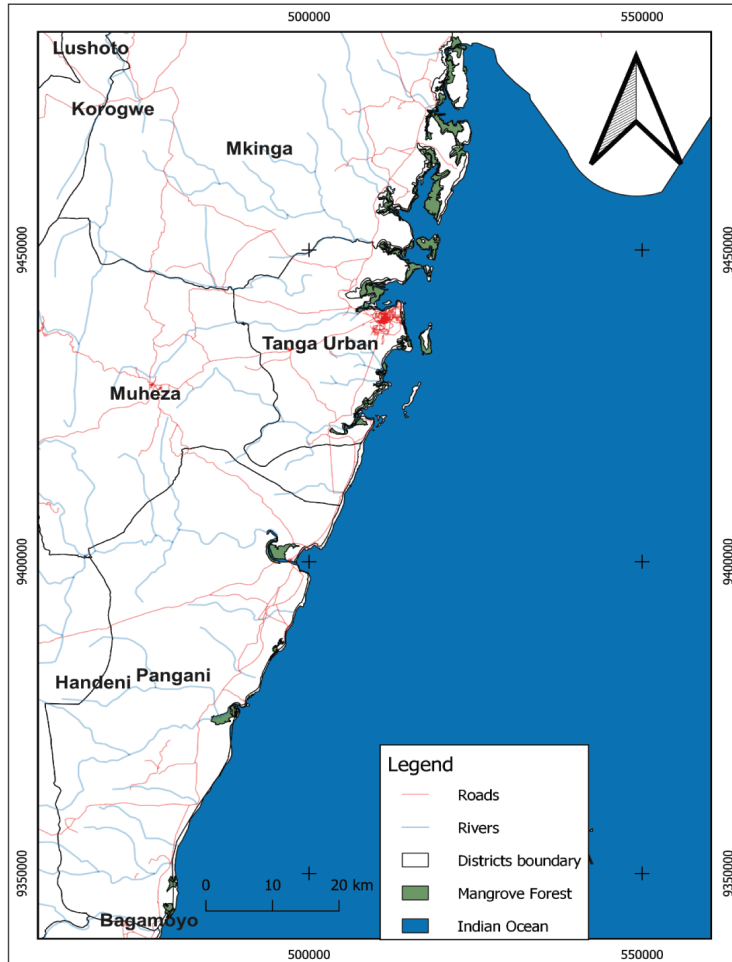 500000 550000
Lushoto
Korogwe
Mkinga
9450000 9450000
Tanga Urban
Muheza
9400000 9400000
Handeni Pangani
Legend
Roads
Rivers
Districts boundary
Mangrove Forest
Indian Ocean
9350000 9350000
0 10 20 km
Bagamoyo
500000 550000